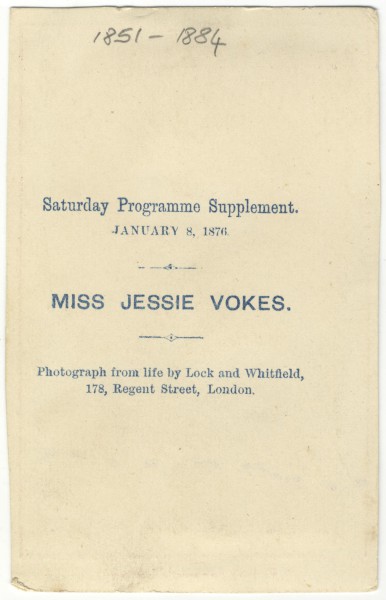 1851 - 1884
Saturday Programme Supplement.
JANUARY 8, 1876.
MISS JESSIE VOKES.
Photograph from life by Lock and Whitfield,
178, Regent Street, London.